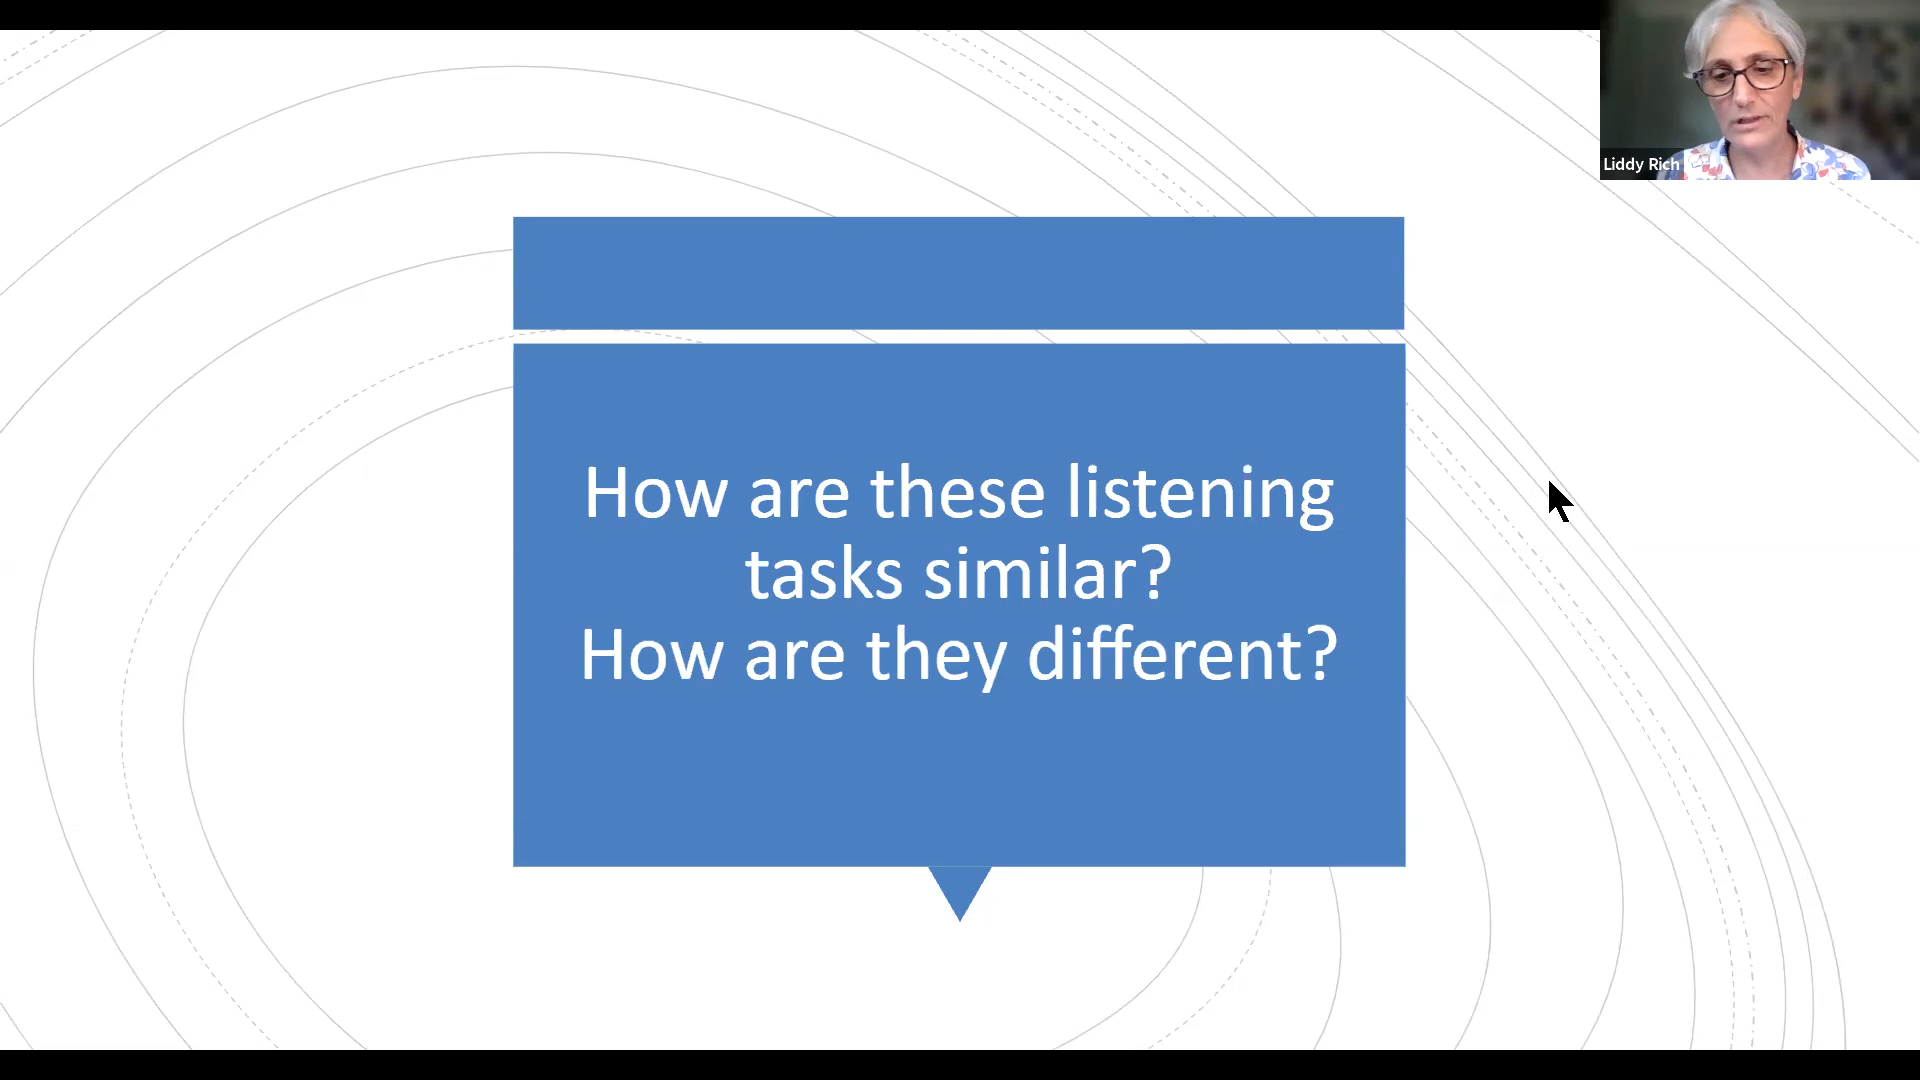 Liddy Rich
How are these listening
tasks similar?
How are they different?